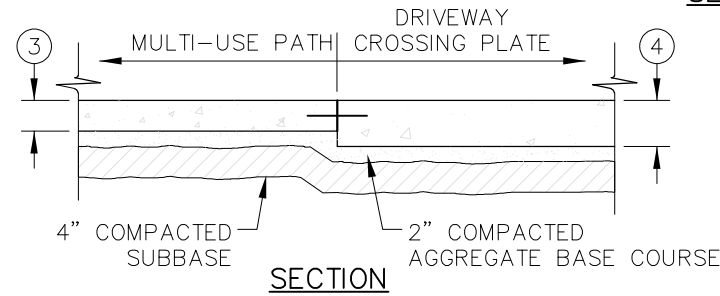 DRIVEWAY
MULTI-USE PATH CROSSING PLATE
3
4
4" COMPACTED
SUBBASE
2" COMPACTED
AGGREGATE BASE COURSE
SECTION